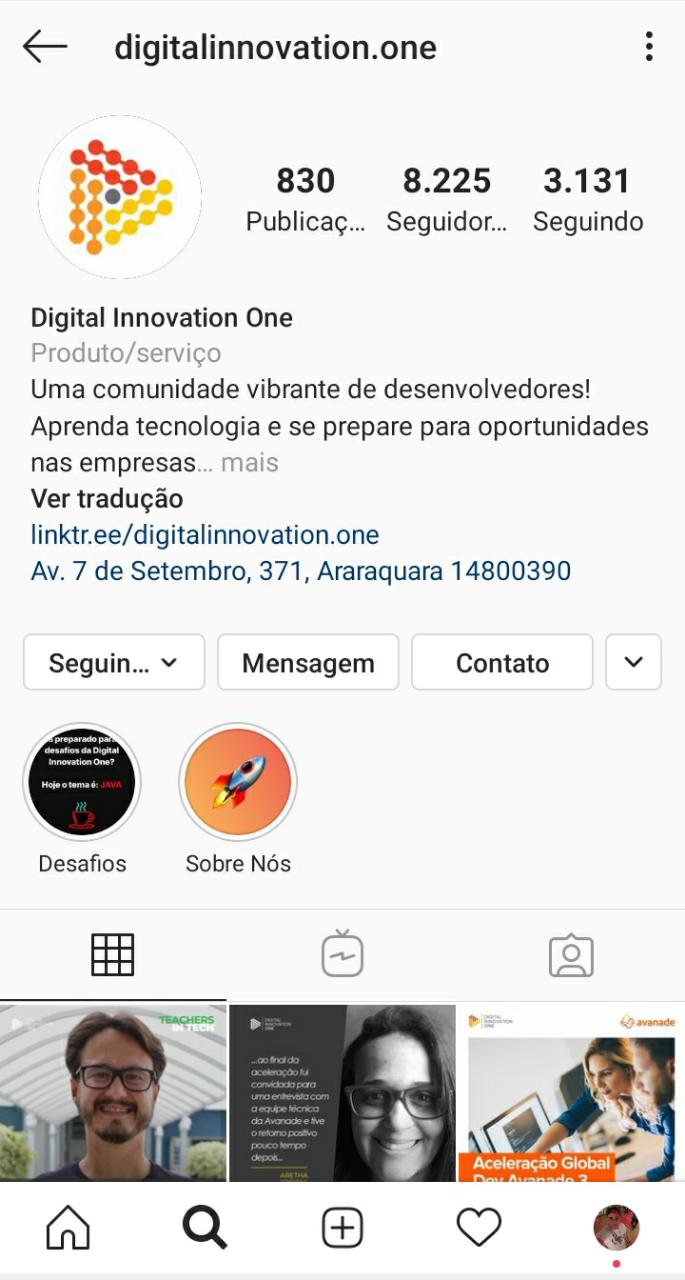 digitalinnovation.one
830 8.225 3.131
Publicaç... Seguidor... Seguindo
Digital Innovation One
Produto/serviço
Uma comunidade vibrante de desenvolvedores!
Aprenda tecnologia e se prepare para oportunidades
nas empresas... mais
Ver tradução
linktr.ee/digitalinnovation.one
Av. 7 de Setembro, 371, Araraquara 14800390
Seguin... Mensagem Contato
preparado para
desafios da Digital
Innovation One?
Hoje o tema é: JAVA
Desafios Sobre Nós
TEACHERS
IN TECH
DIGITAL
INNOVATION
ONE
...ao final da
aceleração fui
convidada para
uma entrevista com
a equipe técnica
da Avanade e tive
o retorno positivo
pouco tempo
depois...
ARETHA
DIGITAL
INNOVATION
ONE
avanade
Aceleração Global
Dev Avanade 3